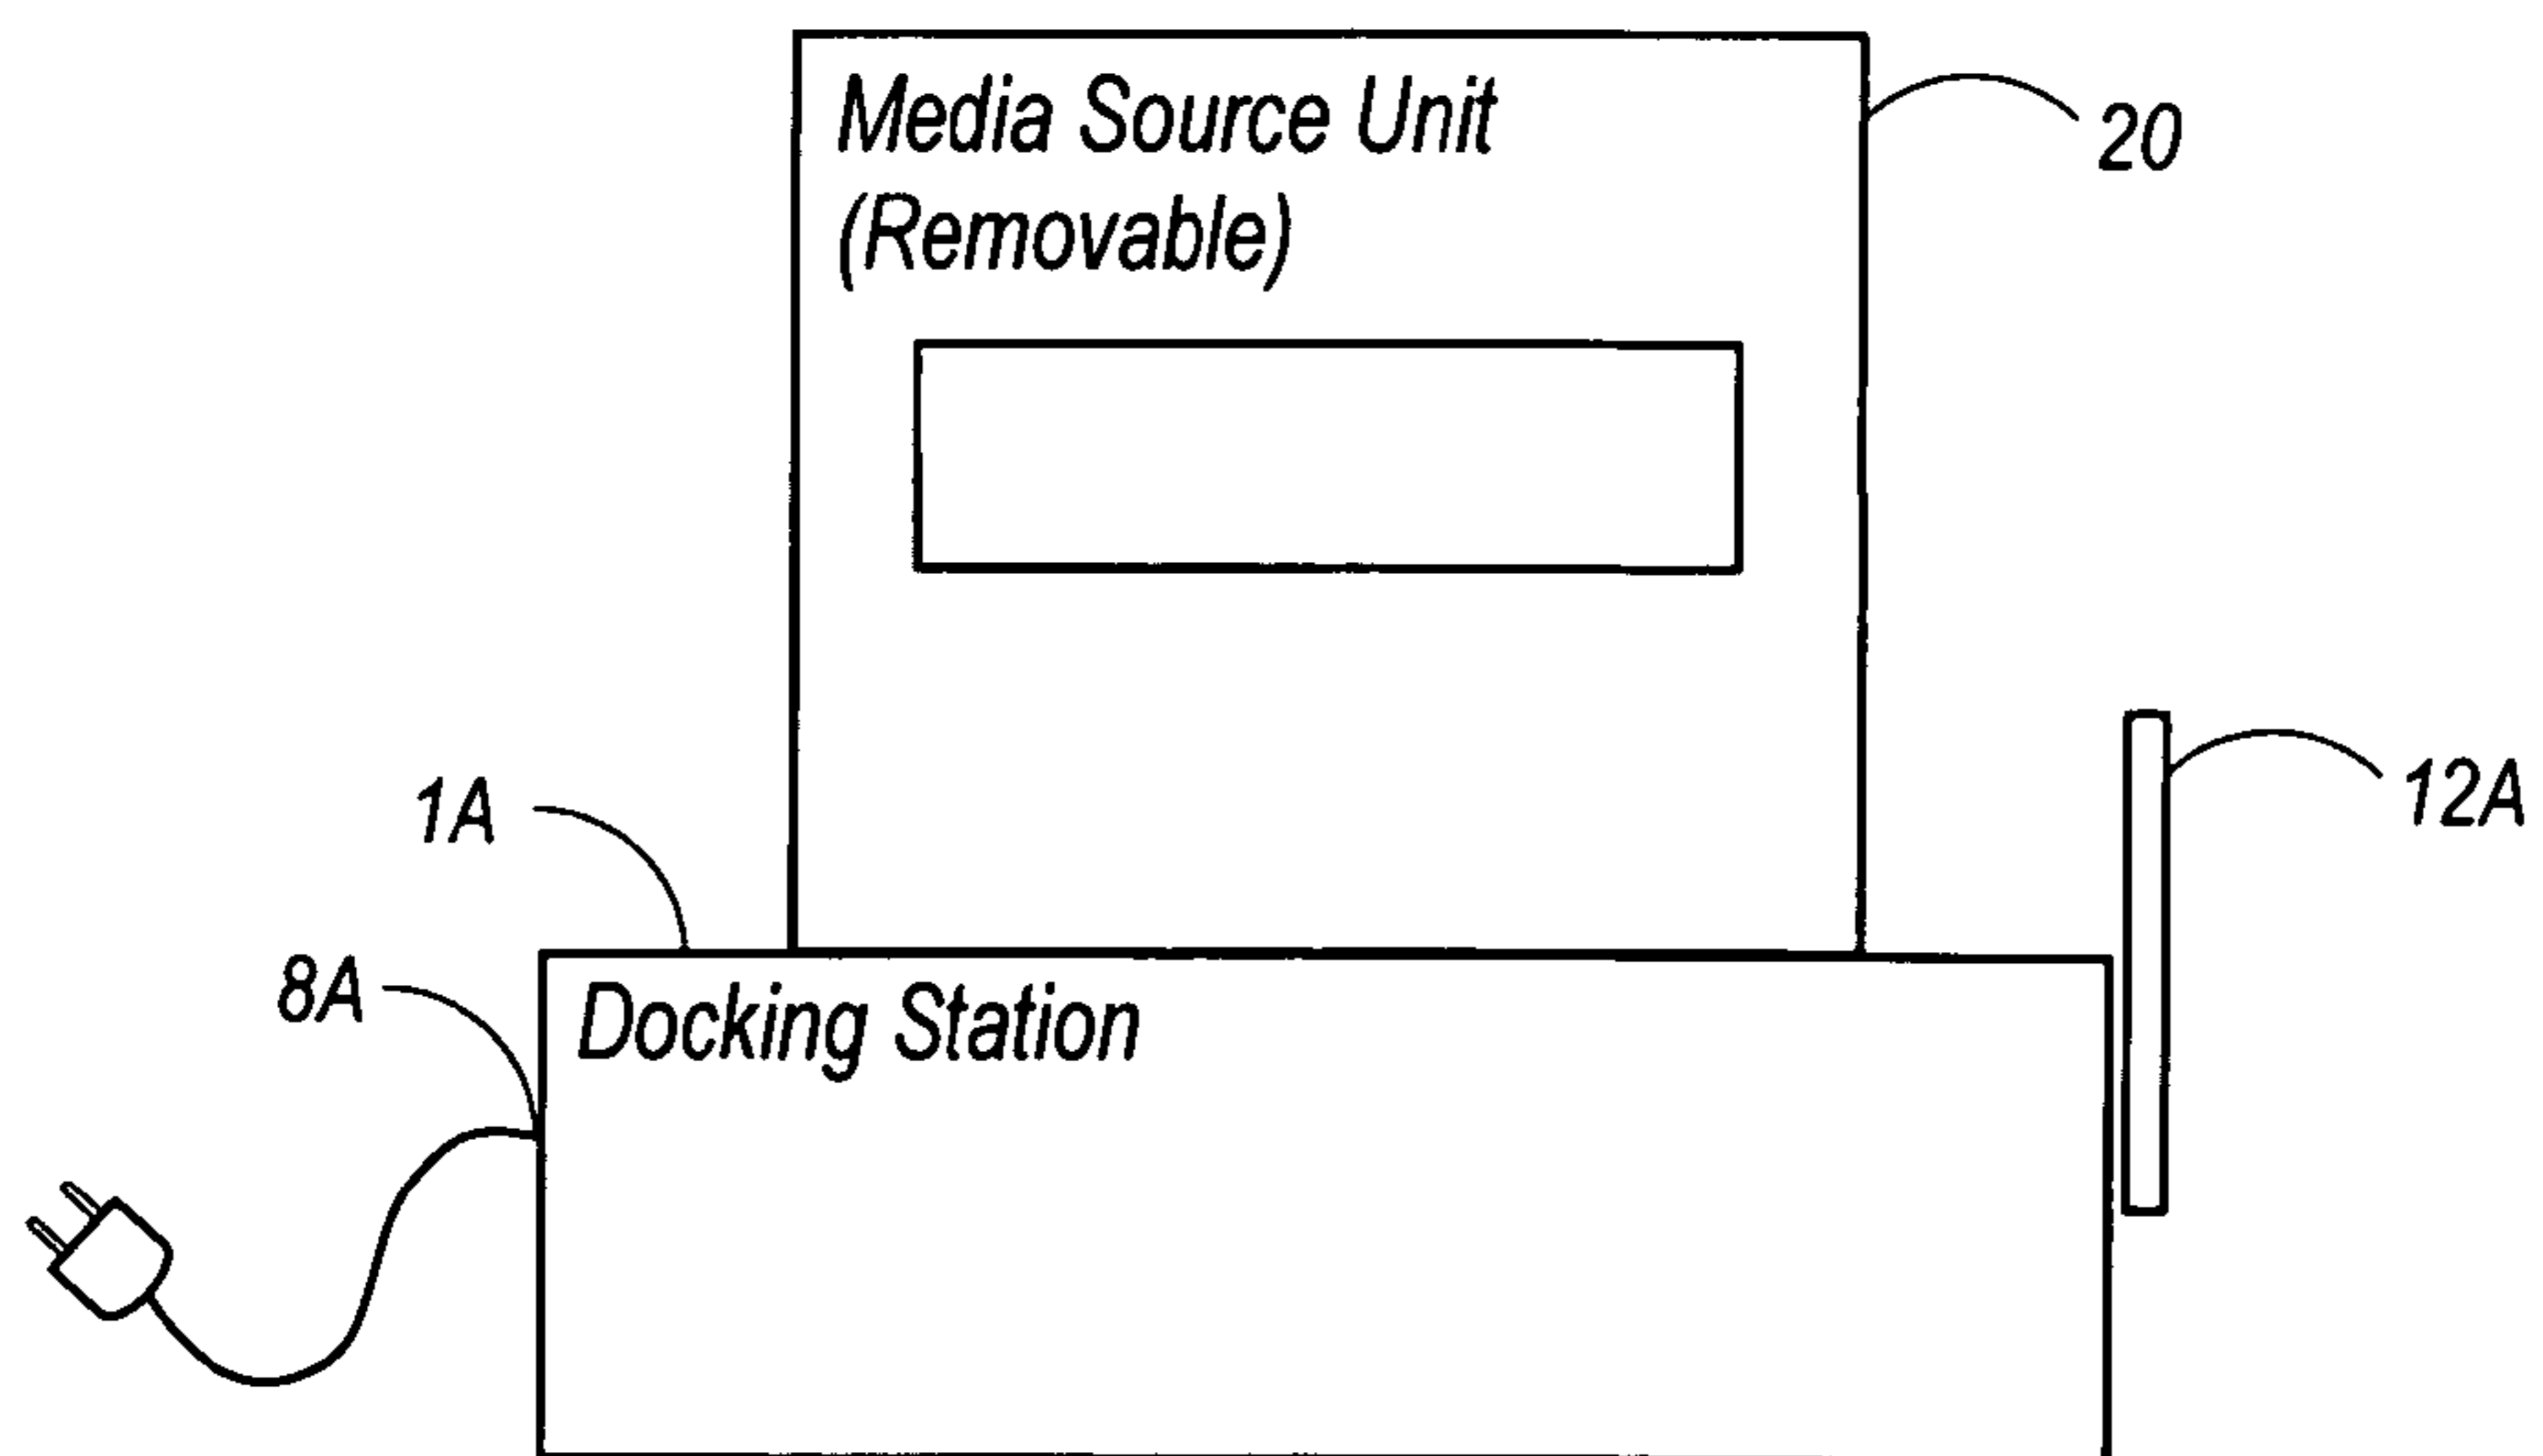 Media Source Unit
(Removable)
20
12A
1A
8A
Docking Station